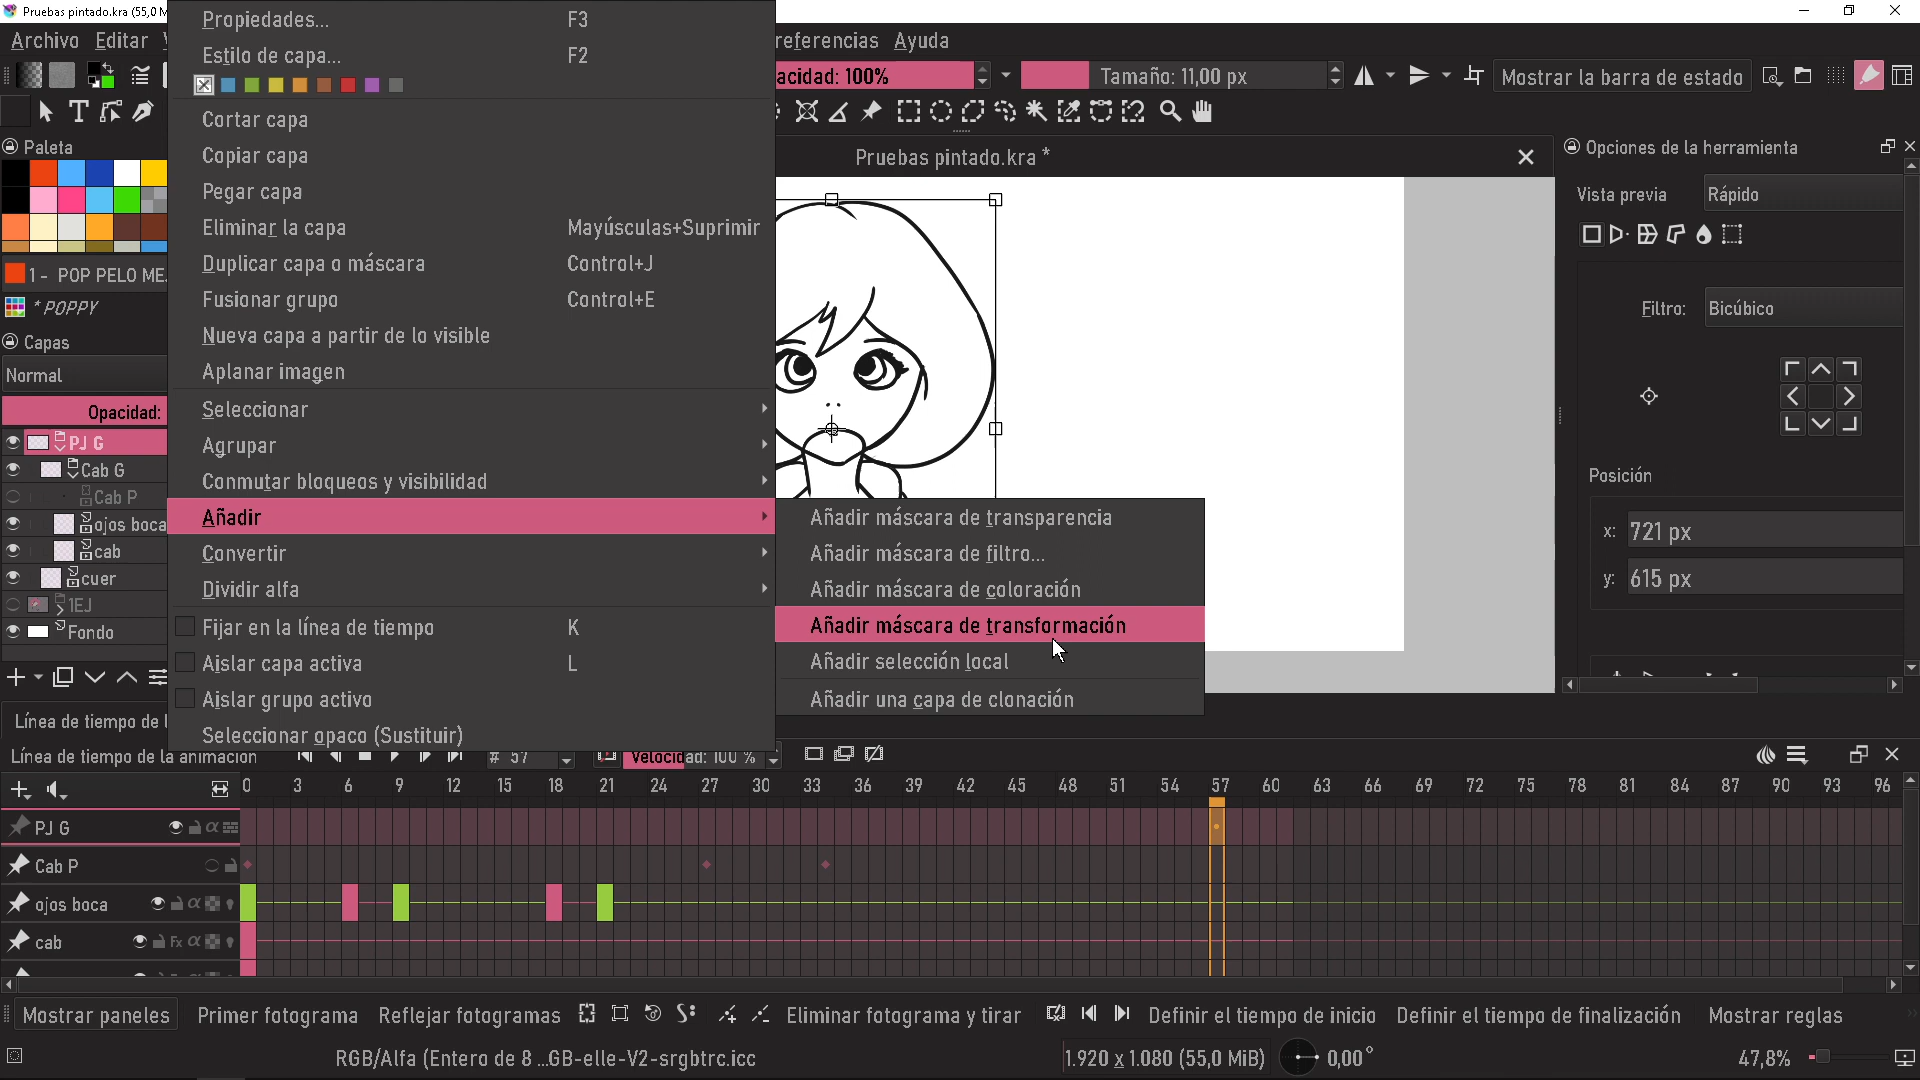 Pruebas pintado.kra (55,0 M
Archivo Editar
Propiedades... F3
Estilo de capa... F2
Cortar capa
Copiar capa
Pegar capa
Eliminar la capa Mayúsculas+Suprimir
Duplicar capa o máscara Control+J
Fusionar grupo Control+E
Nueva capa a partir de lo visible
Aplanar imagen
Seleccionar
Agrupar
Conmutar bloqueos y visibilidad
Añadir
Convertir
Dividir alfa
Fijar en la línea de tiempo K
Aislar capa activa L
Aislar grupo activo
Seleccionar opaco (Sustituir)
Añadir máscara de transparencia
Añadir máscara de filtro...
Añadir máscara de coloración
Añadir máscara de transformación
Añadir selección local
Añadir una capa de clonación
referencias Ayuda
acidad: 100%
Tamaño: 11,00 px
Mostrar la barra de estado
Pruebas pintado.kra *
Paleta
1 - POP PELO ME
* POPPY
Capas
Normal
Opacidad:
PJ G
Cab G
Cab P
ojos boca
cab
cuer
1EJ
Fondo
Opciones de la herramienta
Vista previa Rápido
Filtro: Bicúbico
Posición
x: 721 px
y: 615 px
Línea de tiempo de l
Línea de tiempo de la animación
# 57
Velocidad: 100 %
0 3 6 9 12 15 18 21 24 27 30 33 36 39 42 45 48 51 54 57 60 63 66 69 72 75 78 81 84 87 90 93 96
PJ G
Cab P
ojos boca
cab
Mostrar paneles Primer fotograma Reflejar fotogramas Eliminar fotograma y tirar Definir el tiempo de inicio Definir el tiempo de finalización Mostrar reglas
RGB/Alfa (Entero de 8 ...GB-elle-V2-srgbtrc.icc
1.920 x 1.080 (55,0 MiB)
0,00°
47,8%